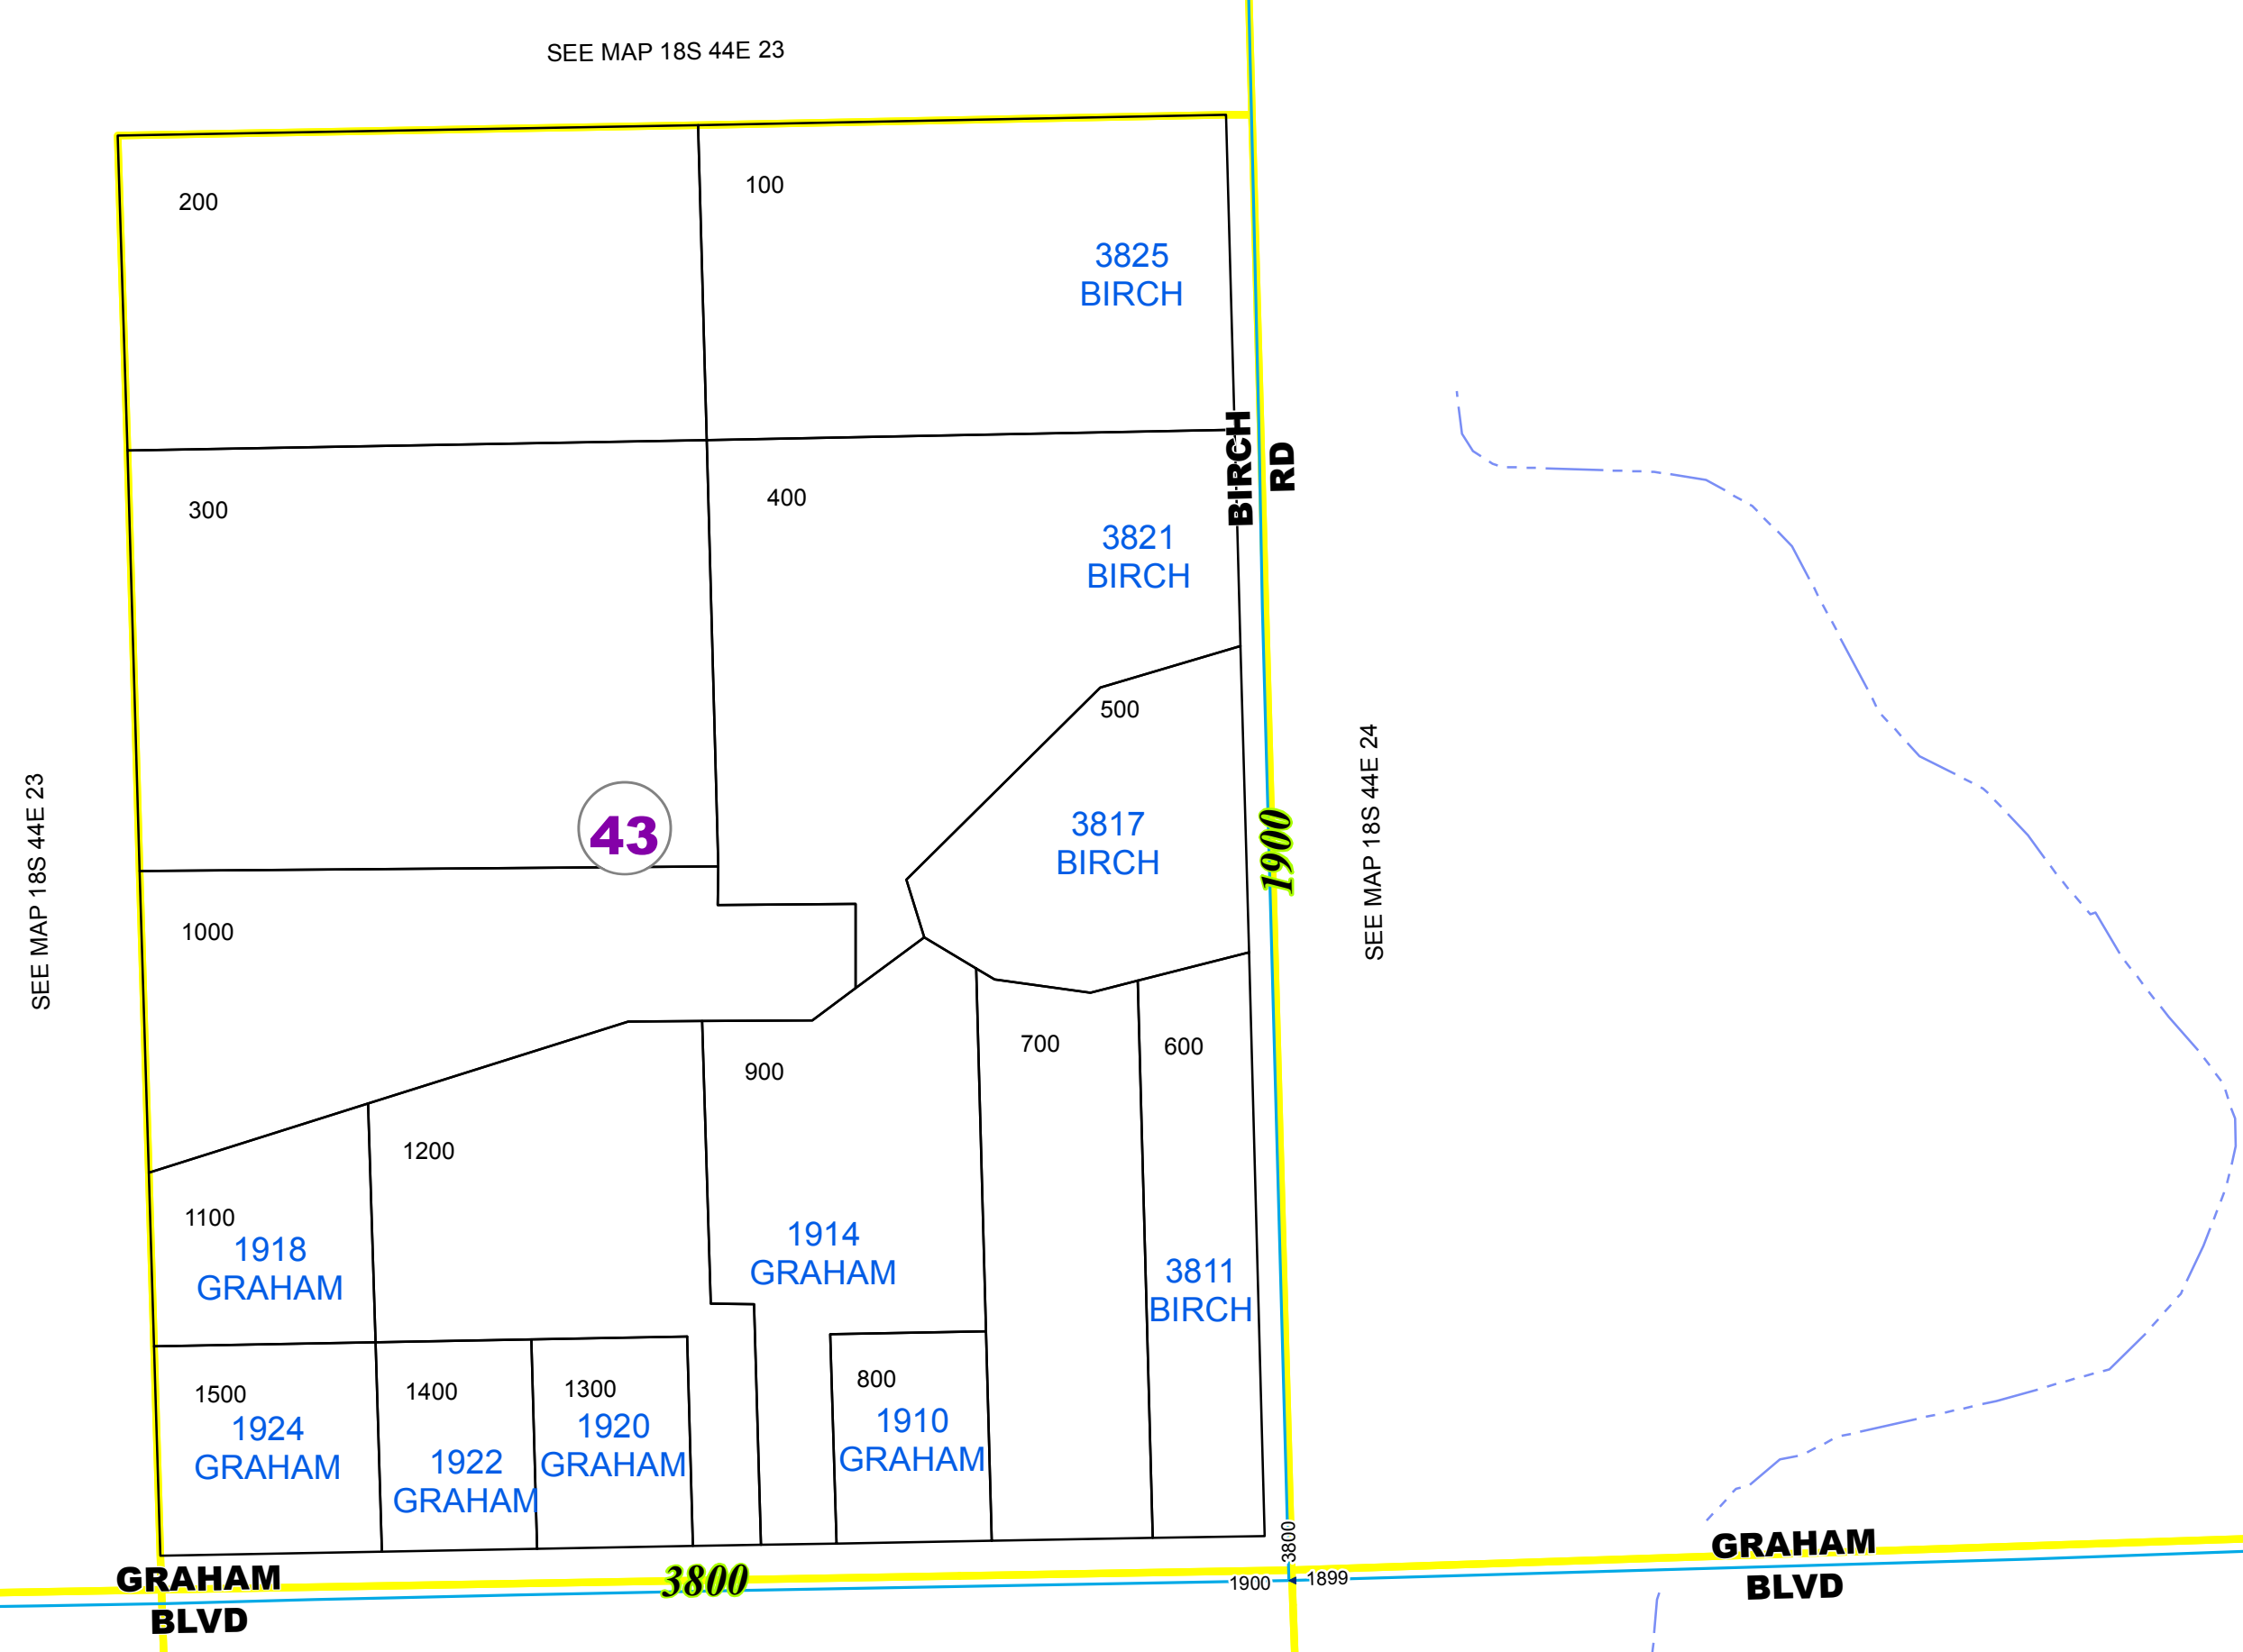 SEE MAP 18S 44E 23
200
100
3825
BIRCH
BIRCH
RD
300
400
3821
BIRCH
500
SEE MAP 18S 44E 23
43
3817
BIRCH
1900
SEE MAP 18S 44E 24
1000
700
600
900
1200
1100
1918
GRAHAM
1914
GRAHAM
3811
BIRCH
1500
1924
GRAHAM
1400
1922
GRAHAM
1300
1920
GRAHAM
800
1910
GRAHAM
3800
GRAHAM
BLVD
3800
1900
1899
GRAHAM
BLVD